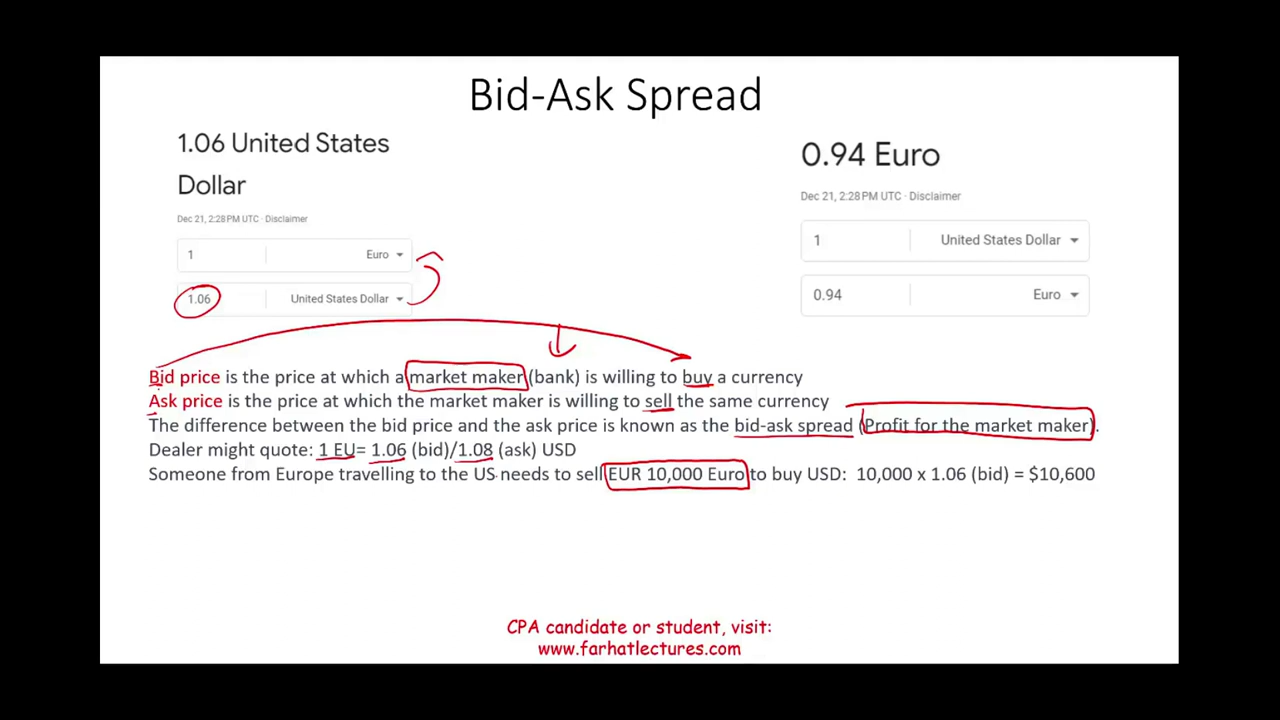 Bid-Ask Spread
1.06 United States
Dollar
Dec 21, 2:28 PM UTC · Disclaimer
1 Euro
1.06 United States Dollar
0.94 Euro
Dec 21, 2:28 PM UTC · Disclaimer
1 United States Dollar
0.94 Euro
Bid price is the price at which a market maker (bank) is willing to buy a currency
Ask price is the price at which the market maker is willing to sell the same currency
The difference between the bid price and the ask price is known as the bid-ask spread (Profit for the market maker).
Dealer might quote: 1 EU= 1.06 (bid)/1.08 (ask) USD
Someone from Europe travelling to the US needs to sell EUR 10,000 Euro to buy USD: 10,000 x 1.06 (bid) = $10,600
CPA candidate or student, visit:
www.farhatlectures.com